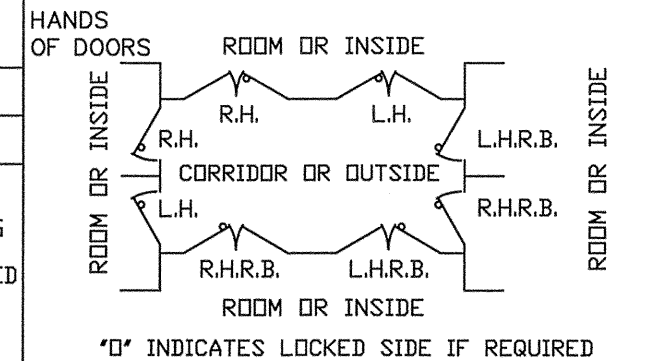 HANDS
OF DOORS
ROOM OR INSIDE
ROOM OR INSIDE
R.H.
L.H.
R.H.
L.H.R.B.
ROOM OR INSIDE
CORRIDOR OR OUTSIDE
L.H.
R.H.R.B.
R.H.R.B.
L.H.R.B.
ROOM OR INSIDE
"O" INDICATES LOCKED SIDE IF REQUIRED